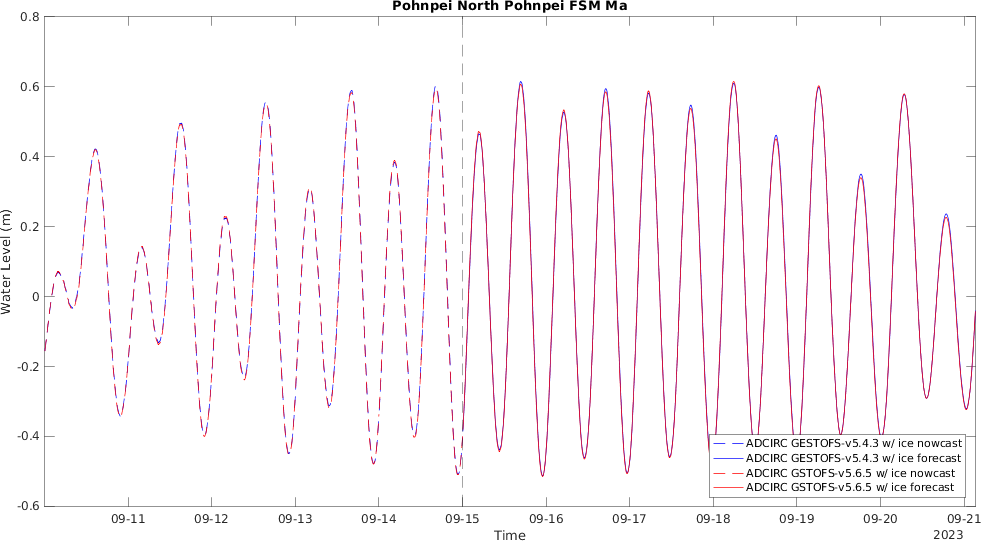 Pohnpei North Pohnpei FSM Ma
0.8
0.6
0.4
0.2
0
-0.2
-0.4
-0.6
Water Level (m)
ADCIRC GESTOFS-v5.4.3 w/ ice nowcast
ADCIRC GESTOFS-v5.4.3 w/ ice forecast
ADCIRC GSTOFS-v5.6.5 w/ ice nowcast
ADCIRC GSTOFS-v5.6.5 w/ ice forecast
09-11 09-12 09-13 09-14 09-15 09-16 09-17 09-18 09-19 09-20 09-21
Time
2023